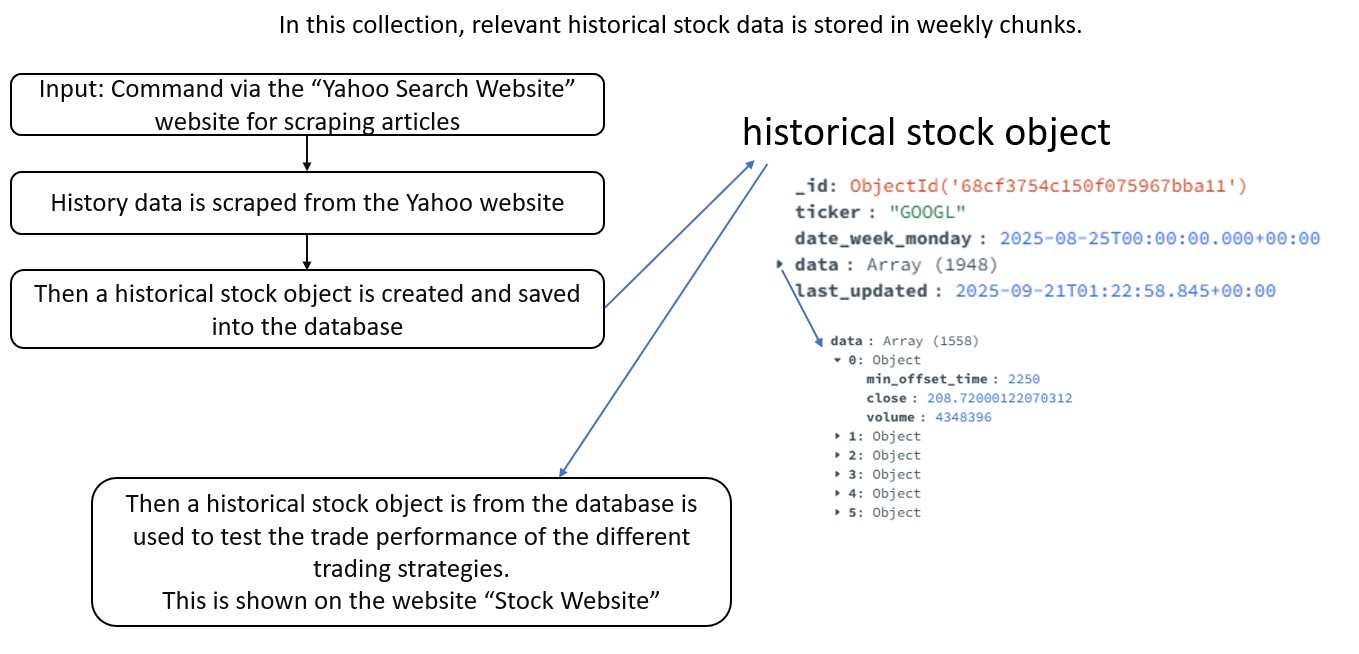 In this collection, relevant historical stock data is stored in weekly chunks.
Input: Command via the “Yahoo Search Website”
website for scraping articles
History data is scraped from the Yahoo website
Then a historical stock object is created and saved
into the database
historical stock object
_id: ObjectId('68cf3754c150f075967bba11')
ticker : "GOOGL"
date_week_monday : 2025-08-25T00:00:00.000+00:00
data : Array (1948)
last_updated : 2025-09-21T01:22:58.845+00:00
data : Array (1558)
0: Object
min_offset_time : 2250
close : 208.72000122070312
volume : 4348396
1: Object
2: Object
3: Object
4: Object
5: Object
Then a historical stock object is from the database is
used to test the trade performance of the different
trading strategies.
This is shown on the website “Stock Website”